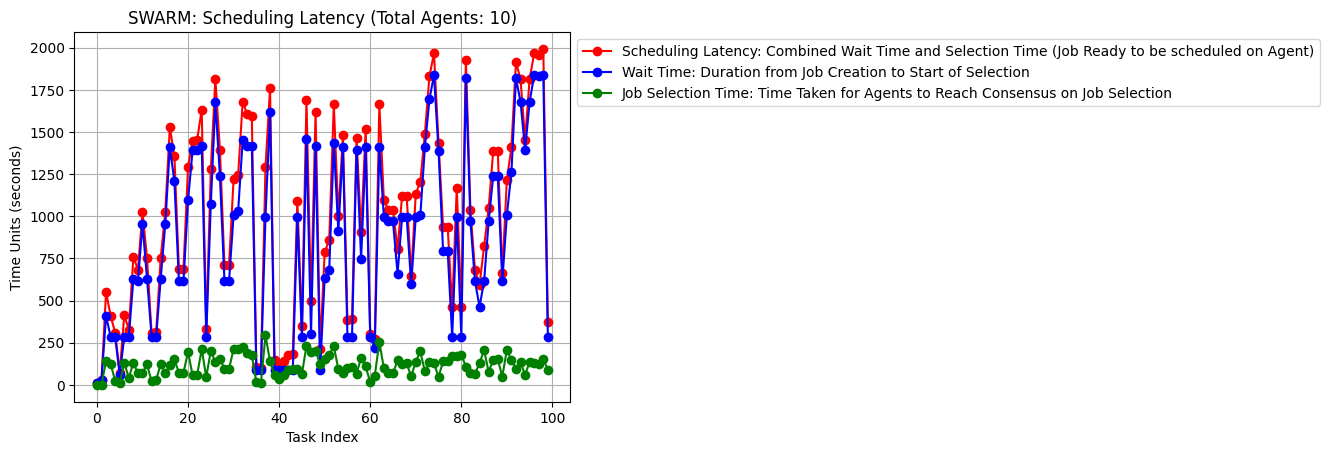 SWARM: Scheduling Latency (Total Agents: 10)
Scheduling Latency: Combined Wait Time and Selection Time (Job Ready to be scheduled on Agent)
Wait Time: Duration from Job Creation to Start of Selection
Job Selection Time: Time Taken for Agents to Reach Consensus on Job Selection
Time Units (seconds)
2000
1750
1500
1250
1000
750
500
250
0
0 20 40 60 80 100
Task Index